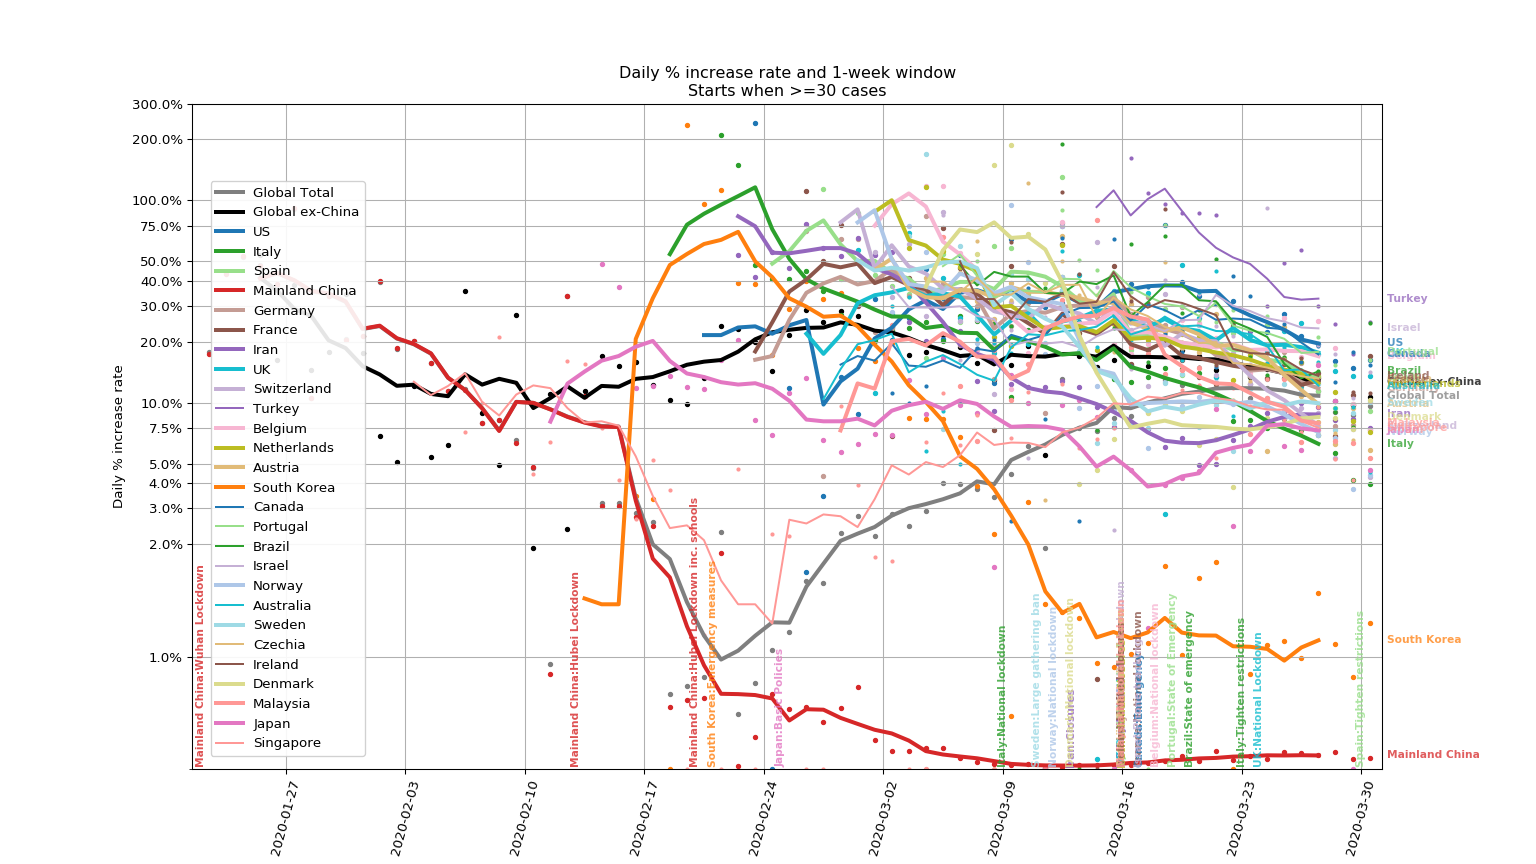 Daily % increase rate and 1-week window
Starts when >=30 cases
Daily % increase rate
300.0%
200.0%
100.0%
75.0%
50.0%
40.0%
30.0%
20.0%
10.0%
7.5%
5.0%
4.0%
3.0%
2.0%
1.0%
Global Total
Global ex-China
US
Italy
Spain
Mainland China
Germany
France
Iran
UK
Switzerland
Turkey
Belgium
Netherlands
Austria
South Korea
Canada
Portugal
Brazil
Israel
Norway
Australia
Sweden
Czechia
Ireland
Denmark
Malaysia
Japan
Singapore
Mainland China:Wuhan Lockdown
Mainland China:Hubei Lockdown
Mainland China:Hubei Lockdown inc. schools
South Korea:Emergency measures
Japan:Basic Policies
Italy:National lockdown
Sweden:Large gathering ban
Norway:National lockdown
Belgium:National lockdown
Portugal:State of Emergency
Brazil:State of emergency
Italy:Tighten restrictions
UK:National Lockdown
Spain:Tighten restrictions
Turkey
Israel
US
Canada
Brazil
Ireland
Global ex-China
Global Total
Austria
Denmark
Iran
Italy
South Korea
Mainland China
2020-01-27
2020-02-03
2020-02-10
2020-02-17
2020-02-24
2020-03-02
2020-03-09
2020-03-16
2020-03-23
2020-03-30